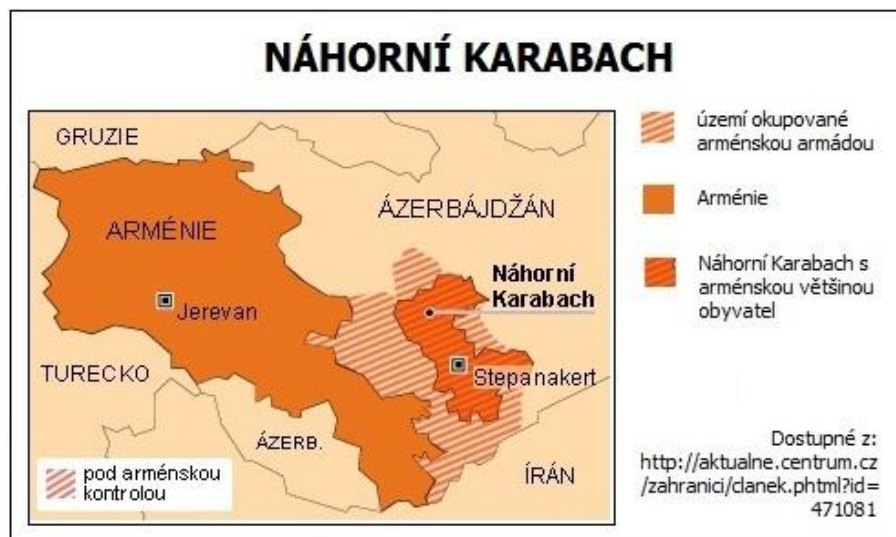 NÁHORNÍ KARABACH
GRUZIE
ARMÉNIE
ÁZERBÁJDŽÁN
Náhorní
Karabach
Jerevan
TURECKO
Stepanakert
ÁZERB.
ÍRÁN
pod arménskou
kontrolou
území okupované
arménskou armádou
Arménie
Náhorní Karabach s
arménskou většinou
obyvatel
Dostupné z:
http://aktualne.centrum.cz
/zahranici/clanek.phtml?id=
471081